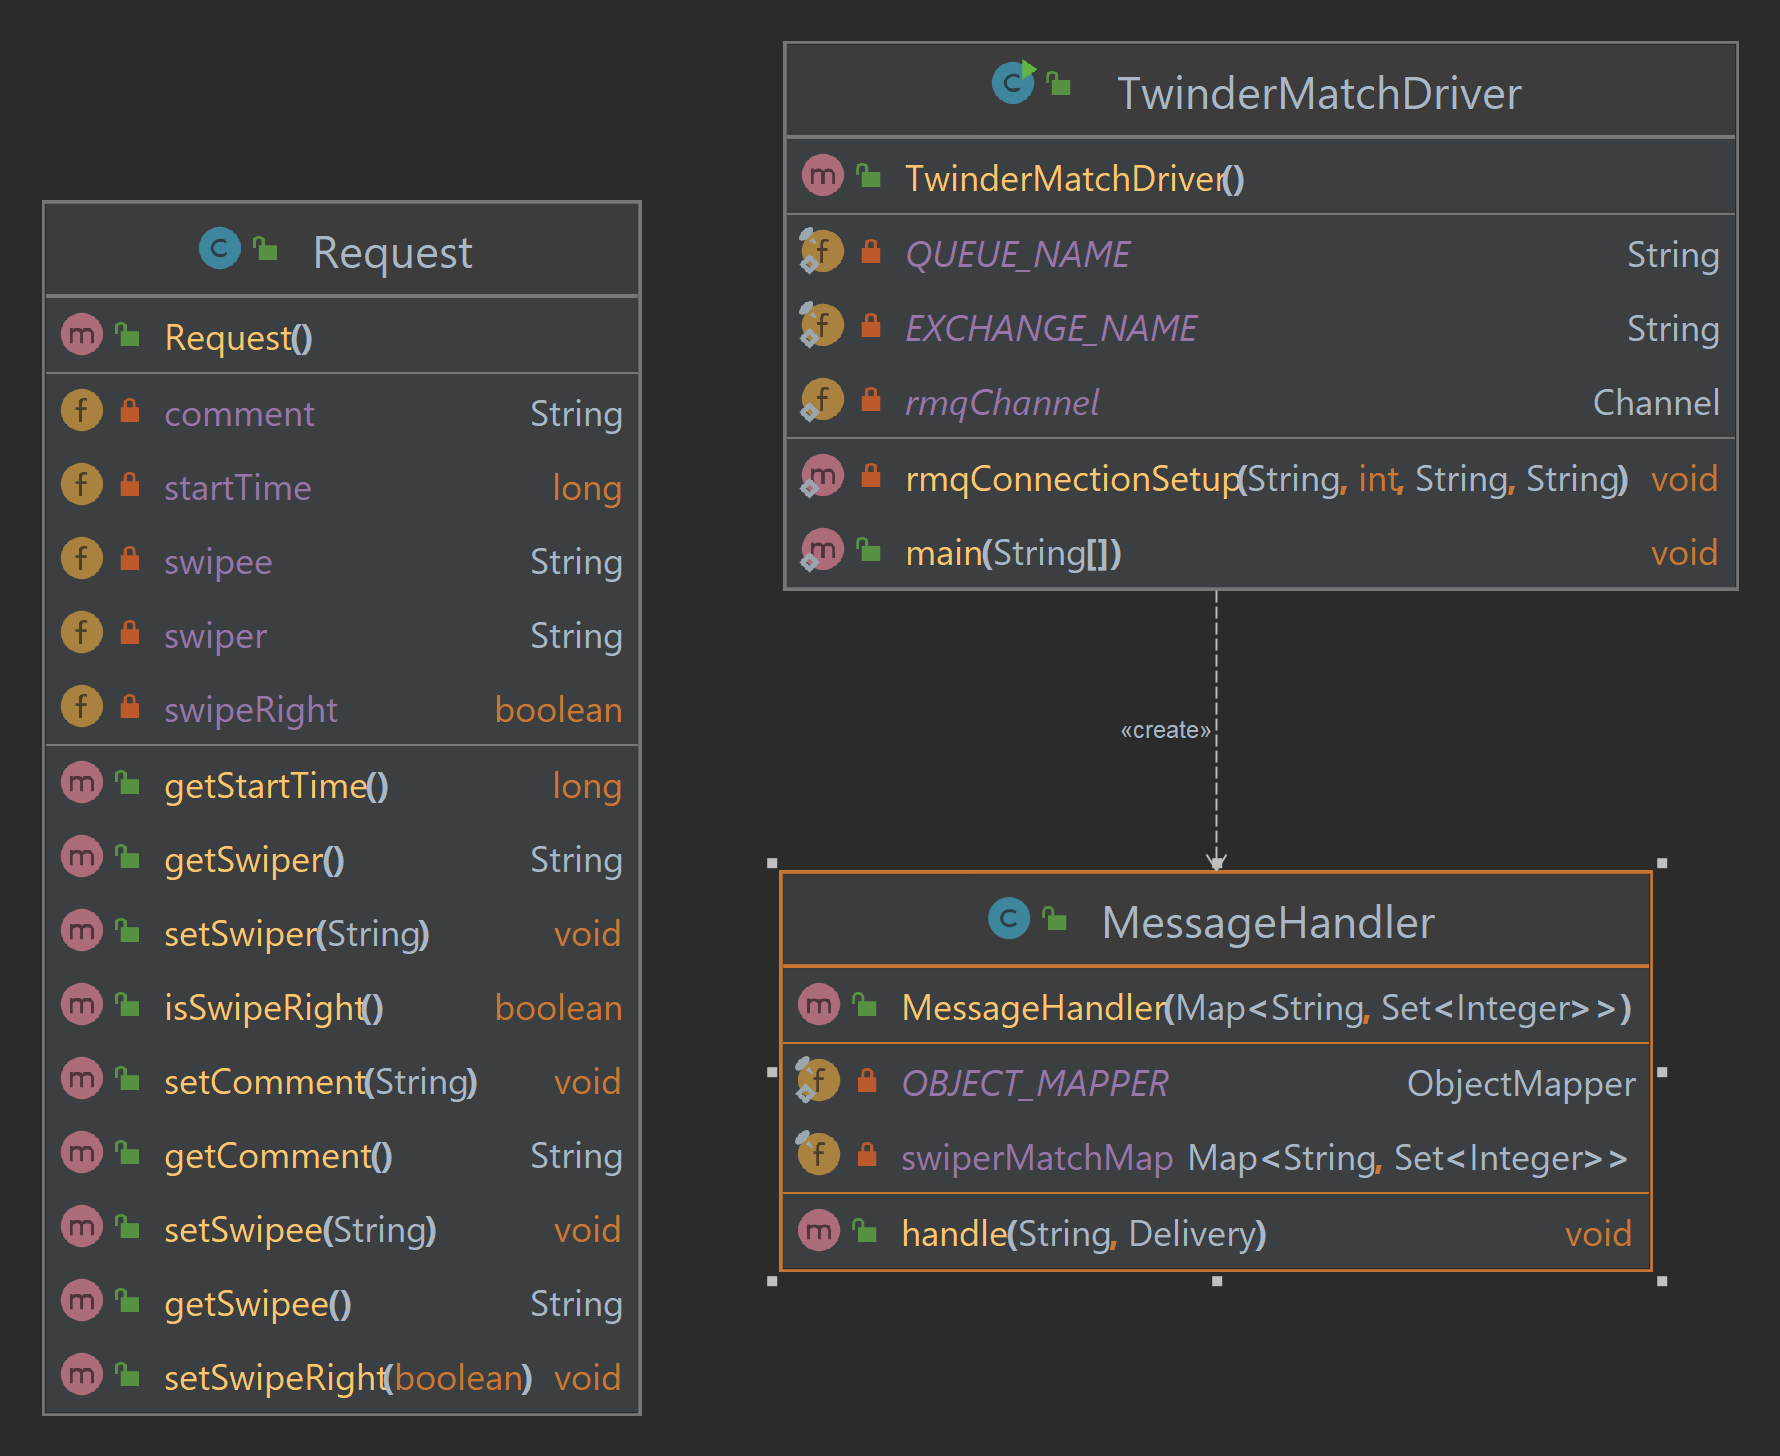 Request
Request()
comment String
startTime long
swipee String
swiper String
swipeRight boolean
getStartTime() long
getSwiper() String
setSwiper(String) void
isSwipeRight() boolean
setComment(String) void
getComment() String
setSwipee(String) void
getSwipee() String
setSwipeRight(boolean) void
TwinderMatchDriver
TwinderMatchDriver()
QUEUE_NAME String
EXCHANGE_NAME String
rmqChannel Channel
rmqConnectionSetup(String, int, String, String) void
main(String[]) void
«create»
MessageHandler
MessageHandler(Map<String, Set<Integer>>)
OBJECT_MAPPER ObjectMapper
swiperMatchMap Map<String, Set<Integer>>
handle(String, Delivery) void